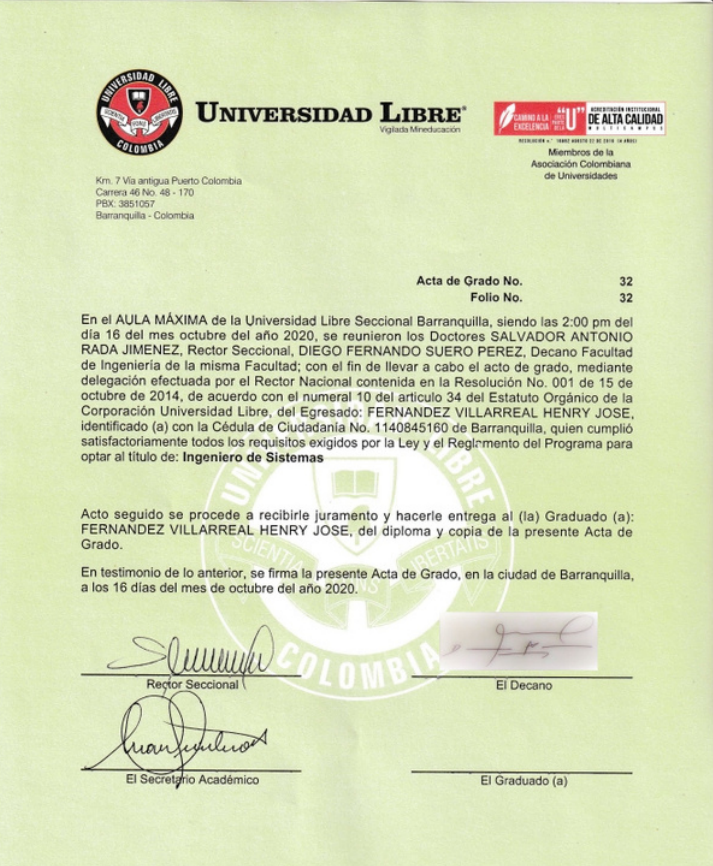 UNIVERSIDAD LIBRE
SCIENTIA VERE LIBERTATIS
COLOMBIA
UNIVERSIDAD LIBRE®
Vigilada Mineducación
CAMINO A LA
EXCELENCIA
"U"
ACREDITACIÓN INSTITUCIONAL
DE ALTA CALIDAD
MULTICAMPUS
Miembros de la
Asociación Colombiana
de Universidades
Km. 7 Vía antigua Puerto Colombia
Carrera 46 No. 48 - 170
PBX: 3851057
Barranquilla - Colombia
Acta de Grado No. 32
Folio No. 32
En el AULA MÁXIMA de la Universidad Libre Seccional Barranquilla, siendo las 2:00 pm del
día 16 del mes octubre del año 2020, se reunieron los Doctores SALVADOR ANTONIO
RADA JIMENEZ, Rector Seccional, DIEGO FERNANDO SUERO PEREZ, Decano Facultad
de Ingeniería de la misma Facultad; con el fin de llevar a cabo el acto de grado, mediante
delegación efectuada por el Rector Nacional contenida en la Resolución No. 001 de 15 de
octubre de 2014, de acuerdo con el numeral 10 del articulo 34 del Estatuto Orgánico de la
Corporación Universidad Libre, del Egresado: FERNANDEZ VILLARREAL HENRY JOSE,
identificado (a) con la Cédula de Ciudadanía No. 1140845160 de Barranquilla, quien cumplió
satisfactoriamente todos los requisitos exigidos por la Ley y el Reglamento del Programa para
optar al título de: Ingeniero de Sistemas
Acto seguido se procede a recibirle juramento y hacerle entrega al (la) Graduado (a):
FERNANDEZ VILLARREAL HENRY JOSE, del diploma y copia de la presente Acta de
Grado.
En testimonio de lo anterior, se firma la presente Acta de Grado, en la ciudad de Barranquilla,
a los 16 días del mes de octubre del año 2020.
Rector Seccional
El Decano
El Secretario Académico
El Graduado (a)